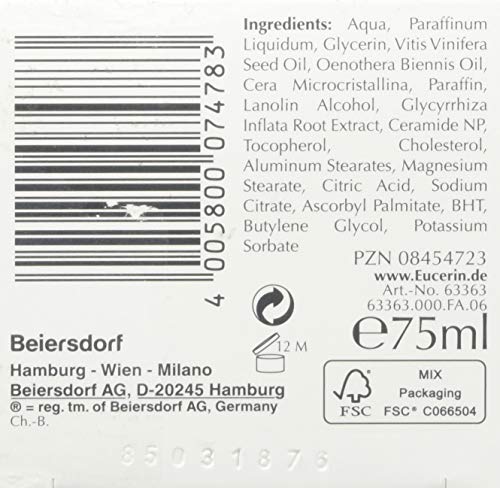 Ingredients: Aqua, Paraffinum
Liquidum, Glycerin, Vitis Vinifera
Seed Oil, Oenothera Biennis Oil,
Cera Microcristallina, Paraffin,
Lanolin Alcohol, Glycyrrhiza
Inflata Root Extract, Ceramide NP,
Tocopherol, Cholesterol,
Aluminum Stearates, Magnesium
Stearate, Citric Acid, Sodium
Citrate, Ascorbyl Palmitate, BHT,
Butylene Glycol, Potassium
Sorbate
PZN 08454723
www.Eucerin.de
Art.-No. 63363
63363.000.FA.06
4 005800 074783
12 M
℮75ml
Beiersdorf
Hamburg - Wien - Milano
Beiersdorf AG, D-20245 Hamburg
® = reg. tm. of Beiersdorf AG, Germany
Ch.-B.
FSC
MIX
Packaging
FSC® C066504
85031876